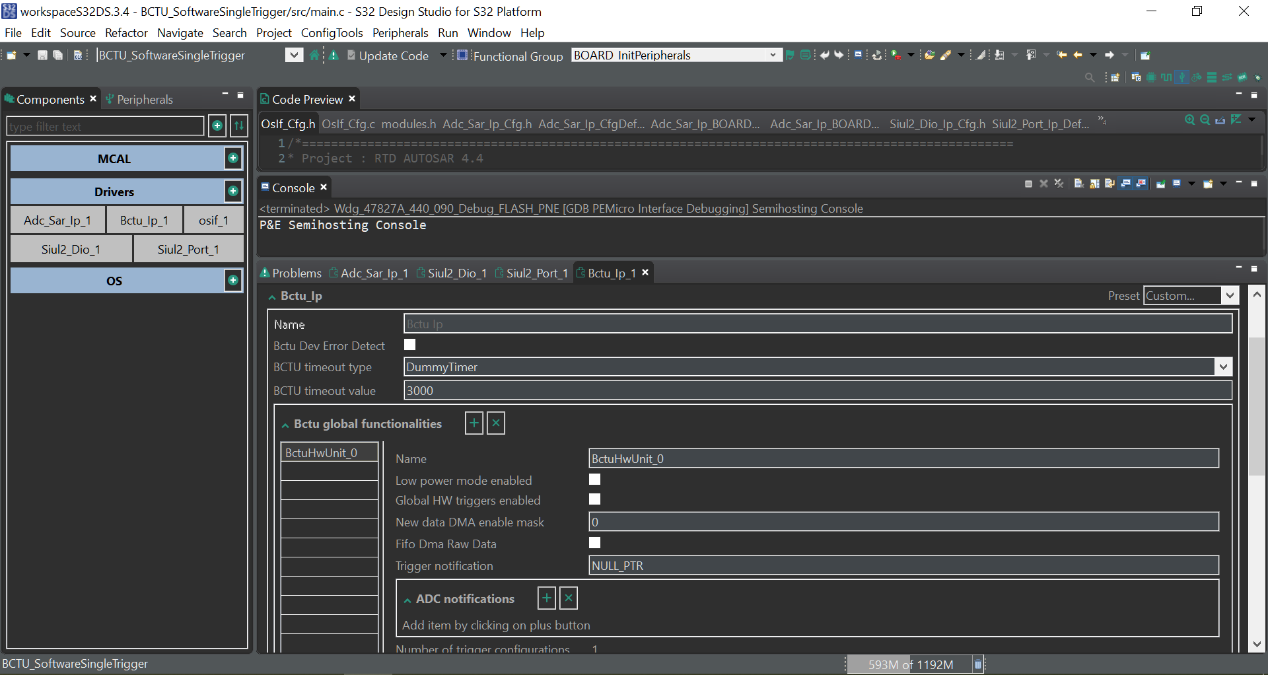 workspaceS32DS.3.4 - BCTU_SoftwareSingleTrigger/src/main.c - S32 Design Studio for S32 Platform
File Edit Source Refactor Navigate Search Project ConfigTools Peripherals Run Window Help
BCTU_SoftwareSingleTrigger Update Code Functional Group BOARD InitPeripherals
Components Peripherals
type filter text
MCAL
Drivers
Adc_Sar_Ip_1 Bctu_Ip_1 osif_1
Siul2_Dio_1 Siul2_Port_1
OS
Code Preview
OsIf_Cfg.h OsIf_Cfg.c modules.h Adc_Sar_Ip_Cfg.h Adc_Sar_Ip_CfgDef... Adc_Sar_Ip_BOARD... Adc_Sar_Ip_BOARD... Siul2_Dio_Ip_Cfg.h Siul2_Port_Ip_Def... »4
1/*==================================================================================================
2* Project : RTD AUTOSAR 4.4
Console
<terminated> Wdg_47827A_440_090_Debug_FLASH_PNE [GDB PEMicro Interface Debugging] Semihosting Console
P&E Semihosting Console
Problems Adc_Sar_Ip_1 Siul2_Dio_1 Siul2_Port_1 Bctu_Ip_1
Bctu_Ip Preset Custom...
Name Bctu Ip
Bctu Dev Error Detect
BCTU timeout type DummyTimer
BCTU timeout value 3000
Bctu global functionalities
BctuHwUnit_0
Name BctuHwUnit_0
Low power mode enabled
Global HW triggers enabled
New data DMA enable mask 0
Fifo Dma Raw Data
Trigger notification NULL_PTR
ADC notifications
Add item by clicking on plus button
Number of trigger configurations 1
BCTU_SoftwareSingleTrigger 593M of 1192M